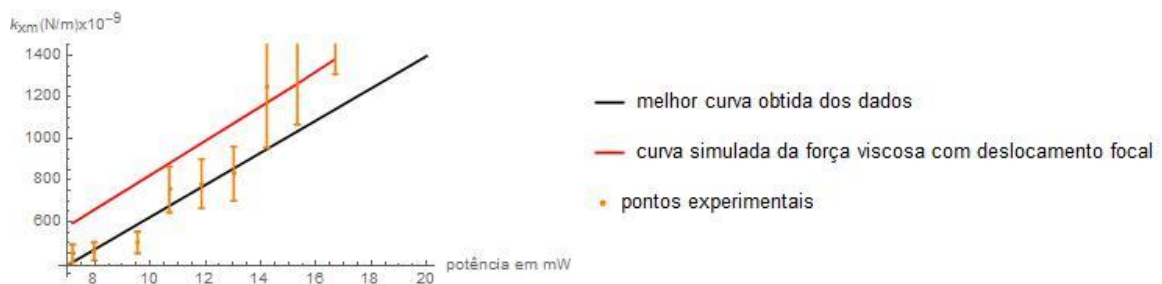 kxm(N/m)x10⁻⁹
1400
1200
1000
800
600
8 10 12 14 16 18 20
potência em mW
melhor curva obtida dos dados
curva simulada da força viscosa com deslocamento focal
pontos experimentais